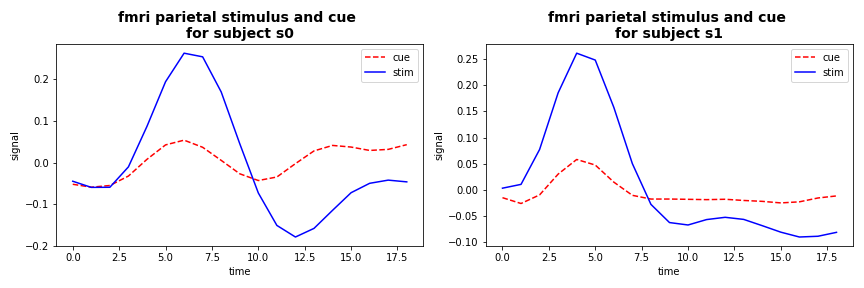 fmri parietal stimulus and cue
for subject s0
cue
stim
signal
0.2
0.1
0.0
−0.1
−0.2
0.0
2.5
5.0
7.5
10.0
12.5
15.0
17.5
time
fmri parietal stimulus and cue
for subject s1
cue
stim
signal
0.25
0.20
0.15
0.10
0.05
0.00
−0.05
−0.10
0.0
2.5
5.0
7.5
10.0
12.5
15.0
17.5
time